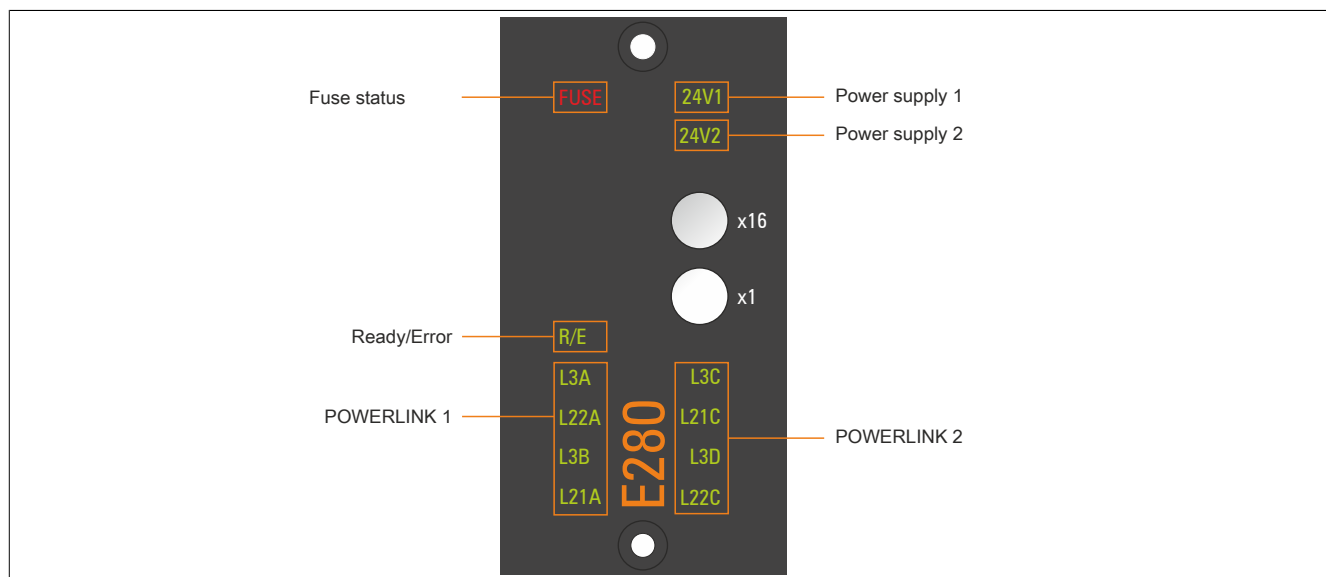 Fuse status
FUSE
24V1
Power supply 1
24V2
Power supply 2
x16
x1
Ready/Error
R/E
POWERLINK 1
L3A
L22A
L3B
L21A
E280
L3C
L21C
L3D
L22C
POWERLINK 2